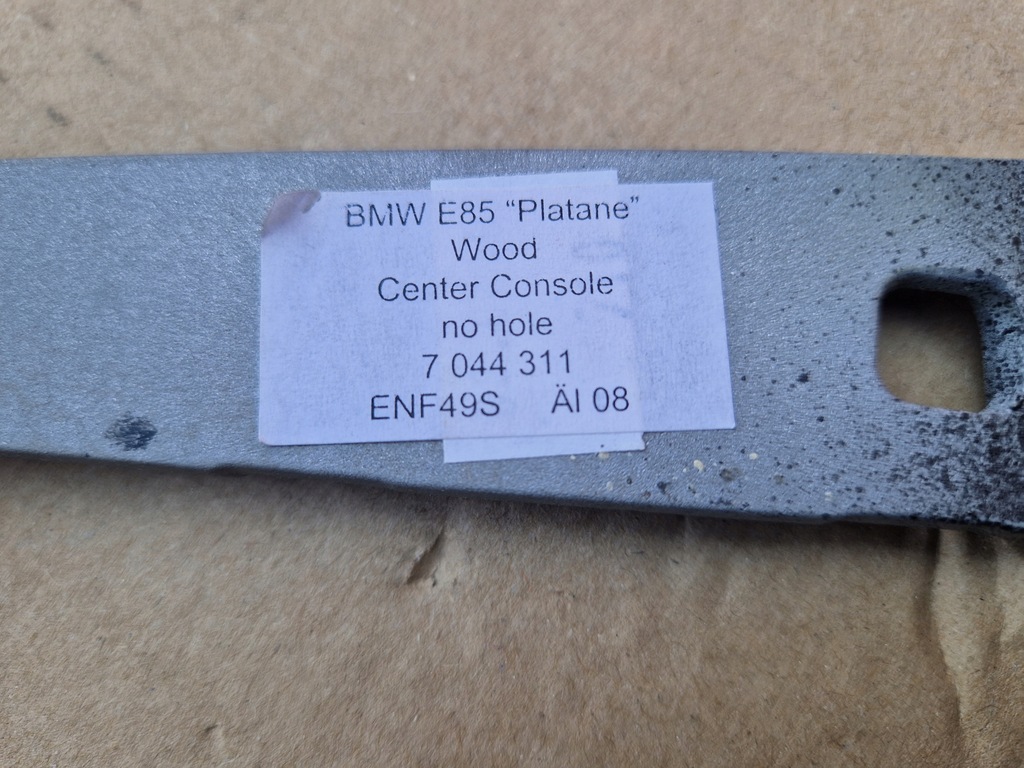 BMW E85 “Platane”
Wood
Center Console
no hole
7 044 311
ENF49S ÄI 08